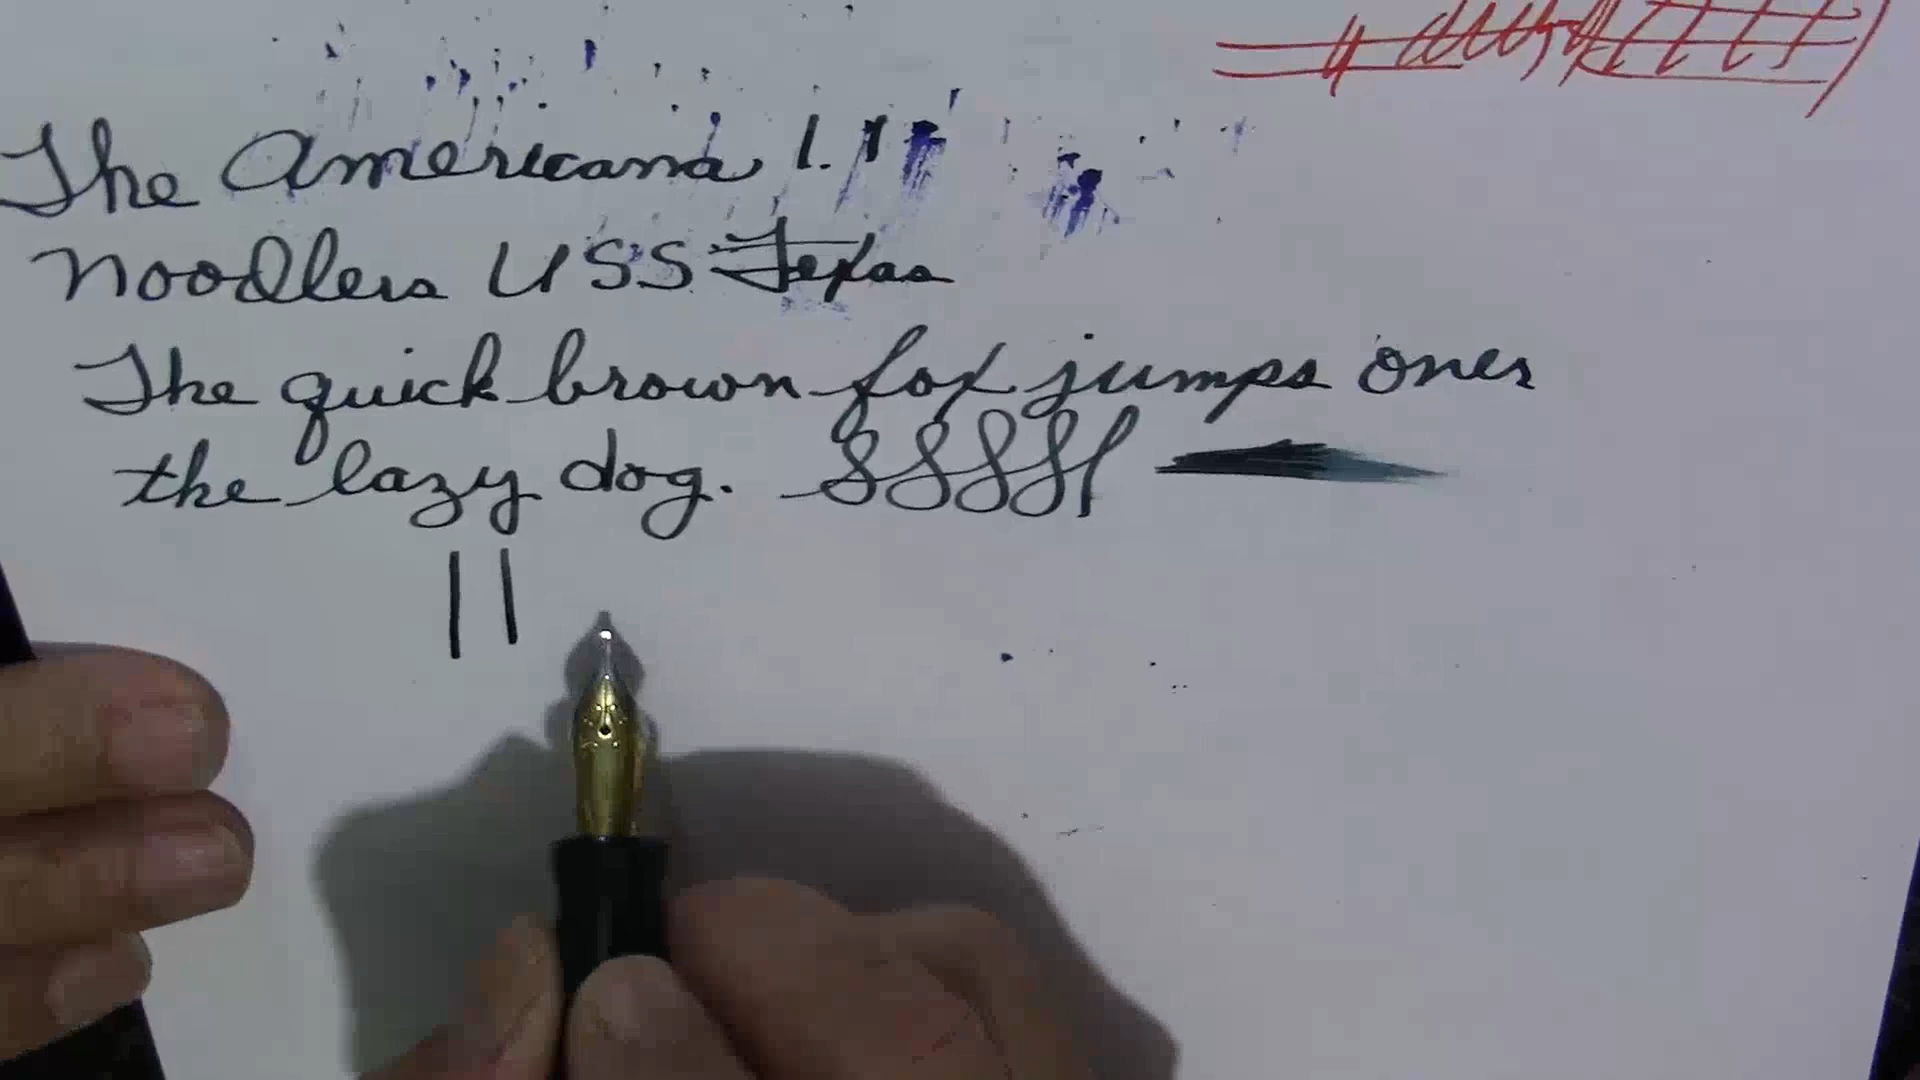 The Americana 1.1
Noodlers USS Texas
The quick brown fox jumps over
the lazy dog.